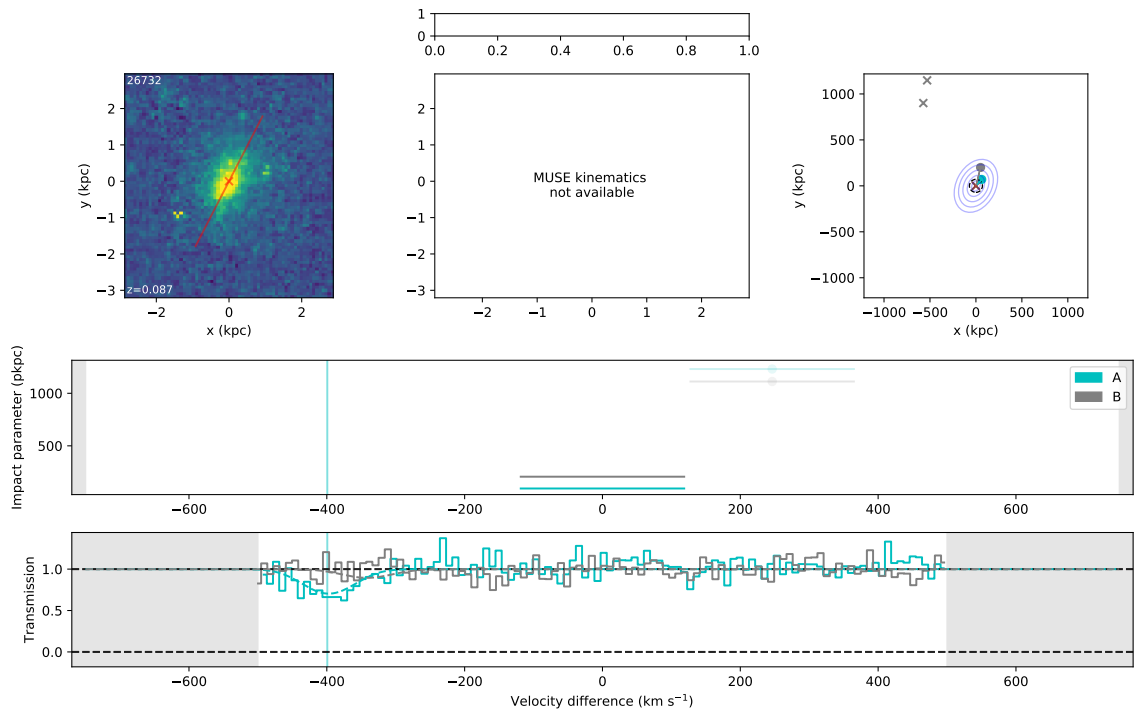 1
0
0.0 0.2 0.4 0.6 0.8 1.0
26732
z=0.087
y (kpc)
2
1
0
−1
−2
−3
−2 0 2
x (kpc)
MUSE kinematics
not available
2
1
0
−1
−2
−3
−2 −1 0 1 2
y (kpc)
1000
500
0
−500
−1000
−1000 −500 0 500 1000
x (kpc)
Impact parameter (pkpc)
1000
500
A
B
−600 −400 −200 0 200 400 600
Transmission
1.0
0.5
0.0
−600 −400 −200 0 200 400 600
Velocity difference (km s⁻¹)